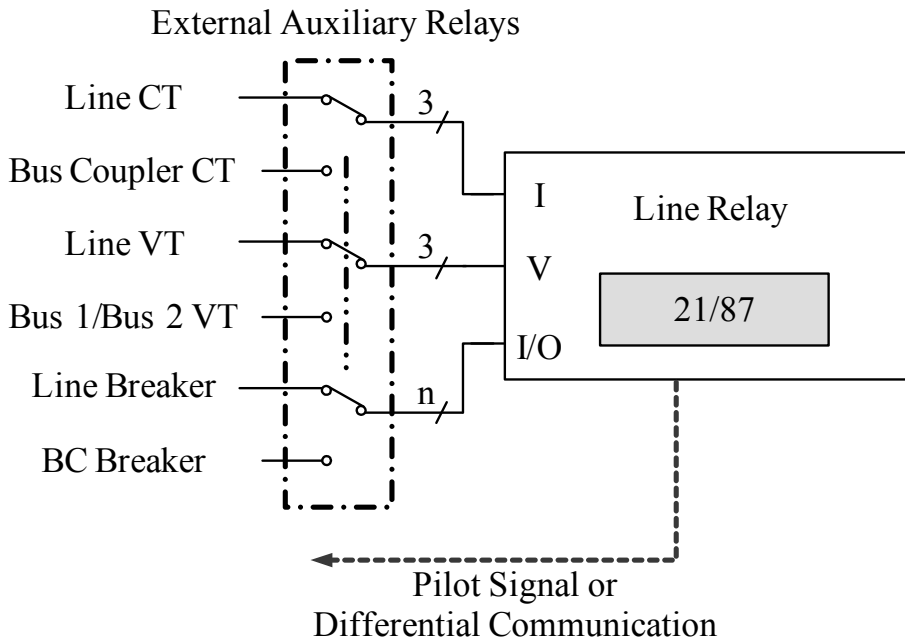 External Auxiliary Relays
Line CT
3
Bus Coupler CT
I
Line Relay
Line VT
3
V
21/87
Bus 1/Bus 2 VT
I/O
Line Breaker
n
BC Breaker
Pilot Signal or
Differential Communication